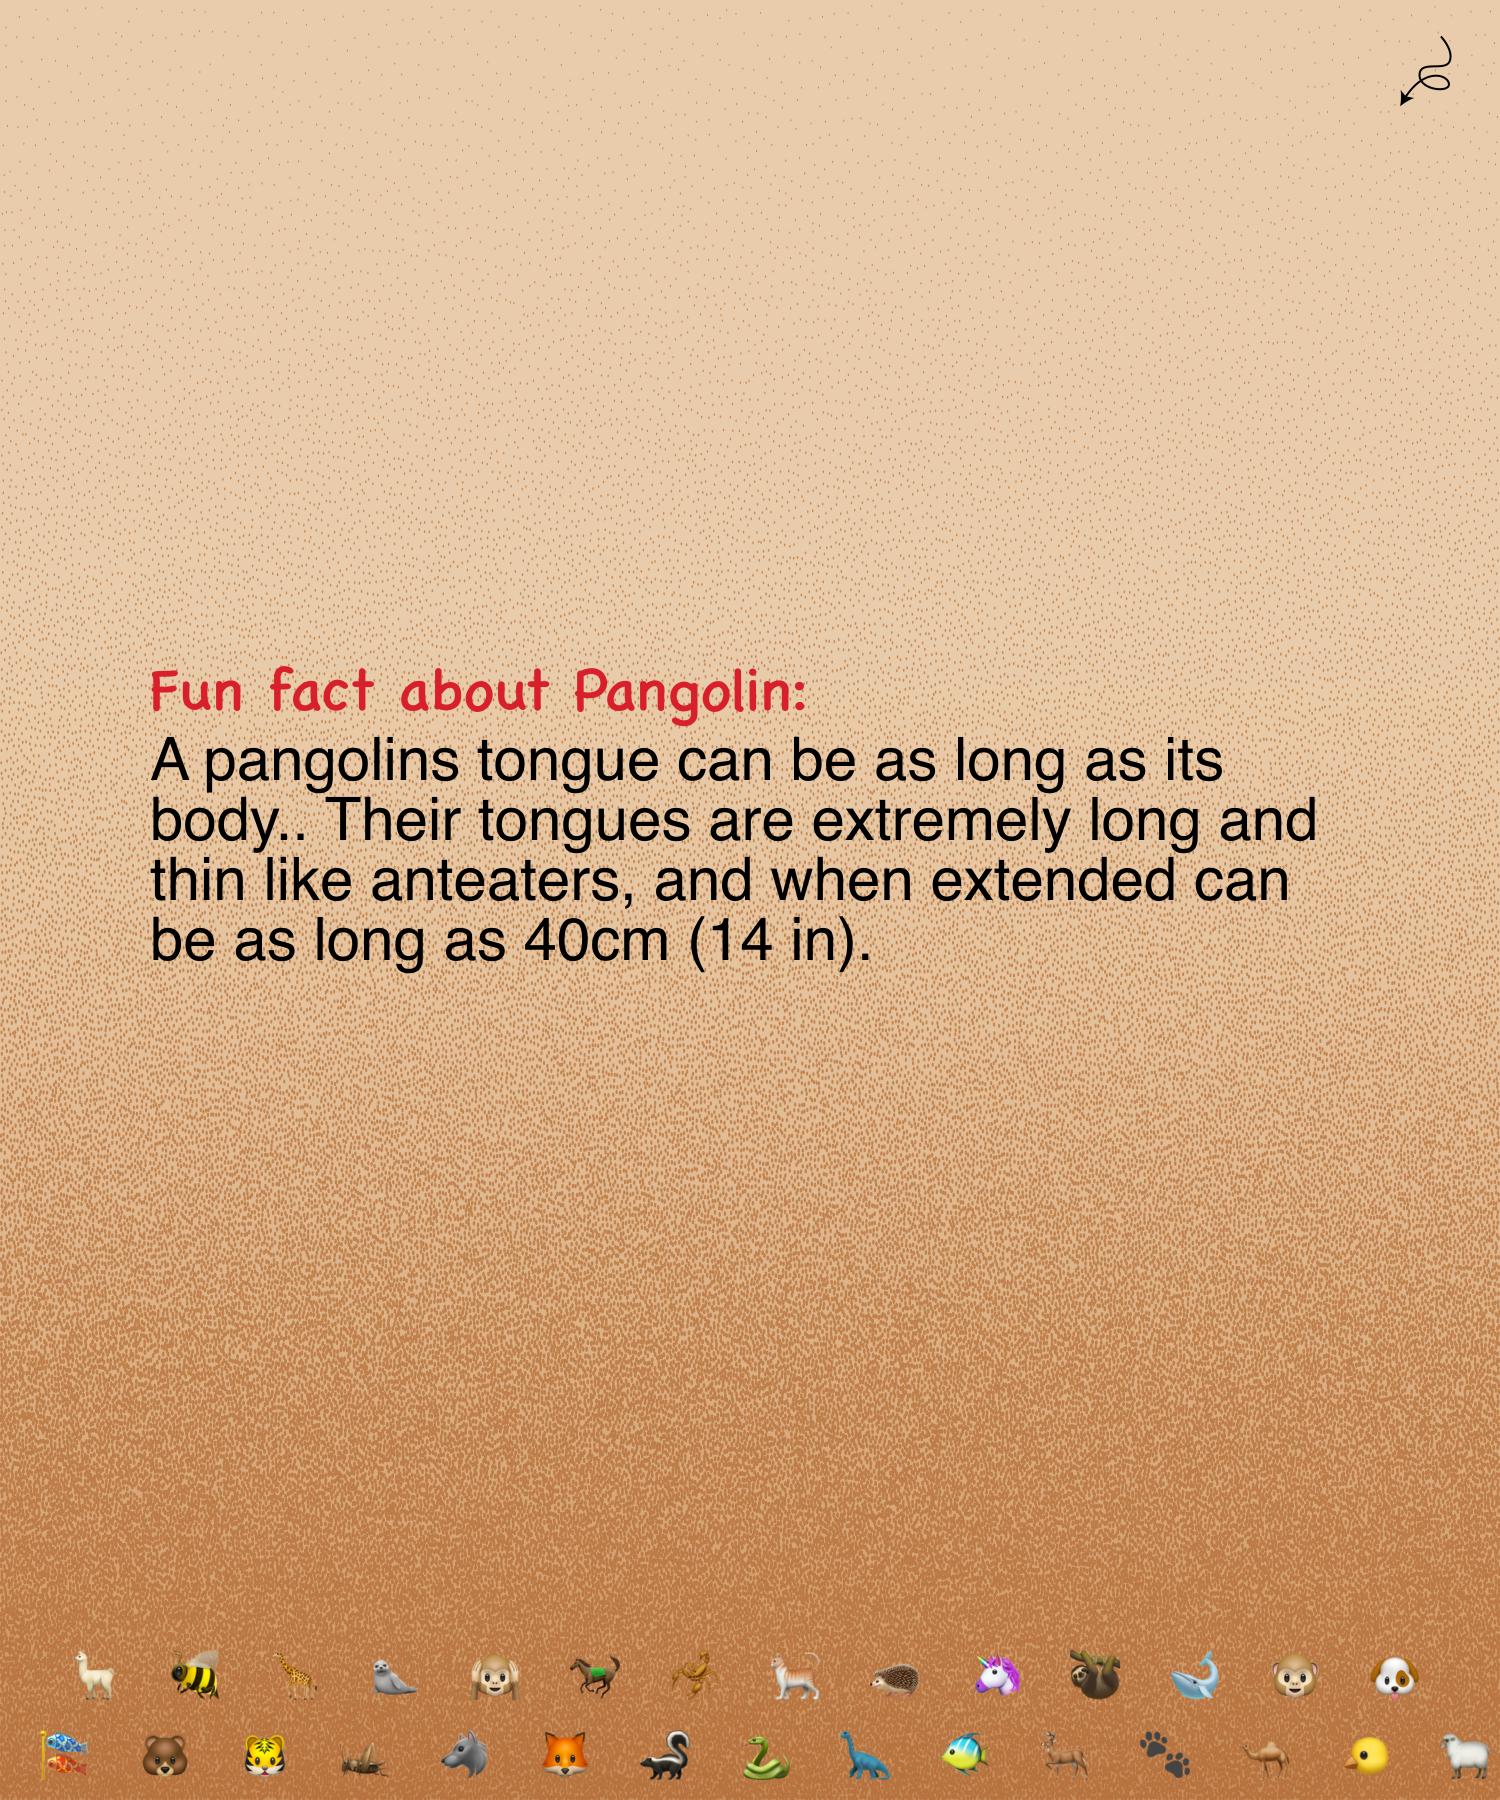 Fun fact about Pangolin:
A pangolins tongue can be as long as its
body.. Their tongues are extremely long and
thin like anteaters, and when extended can
be as long as 40cm (14 in).